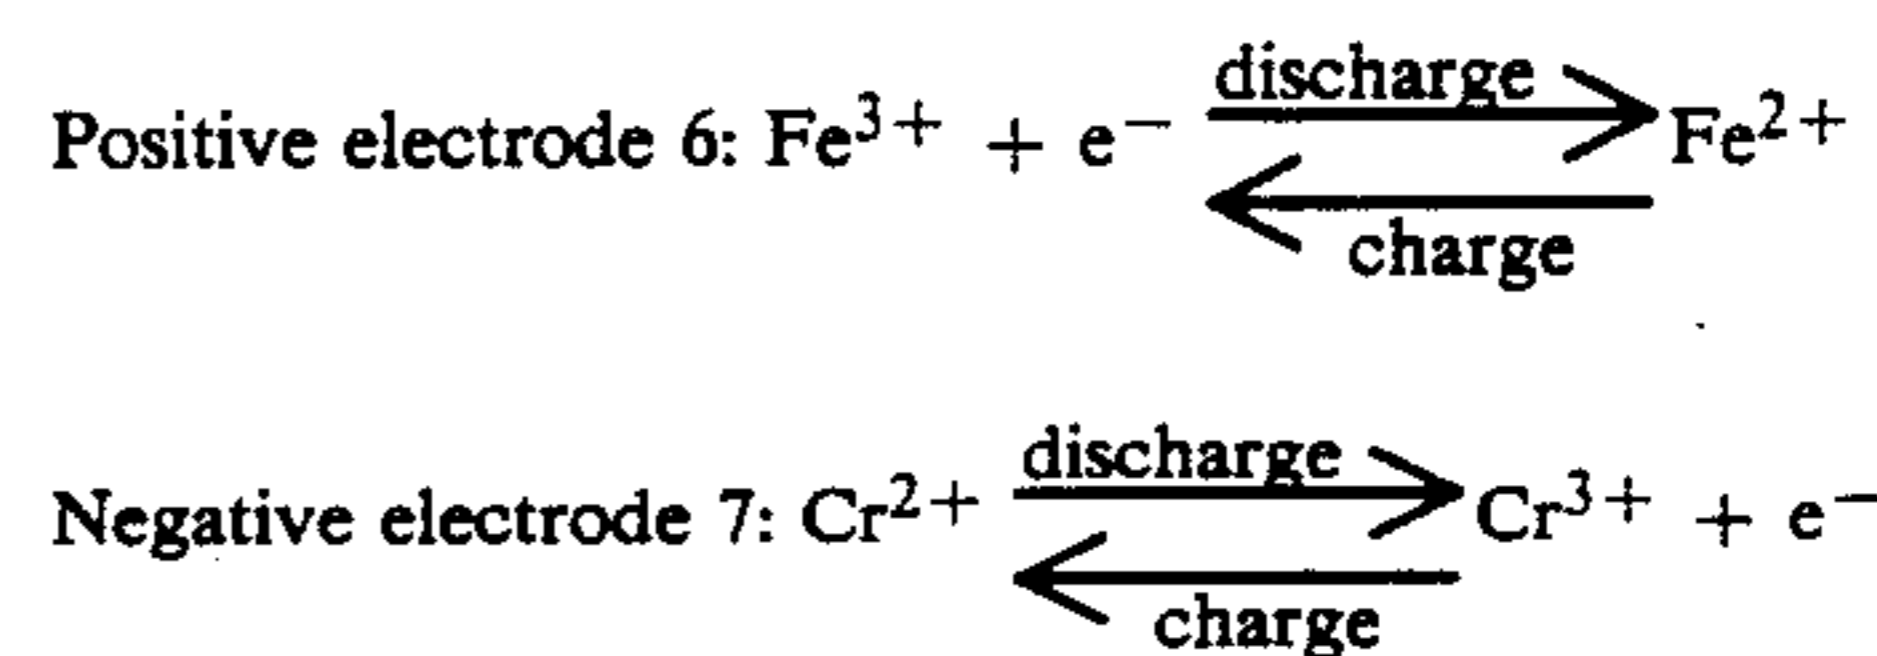 discharge
Positive electrode 6: Fe³⁺ + e⁻ Fe²⁺
charge
discharge
Negative electrode 7: Cr²⁺ Cr³⁺ + e⁻
charge